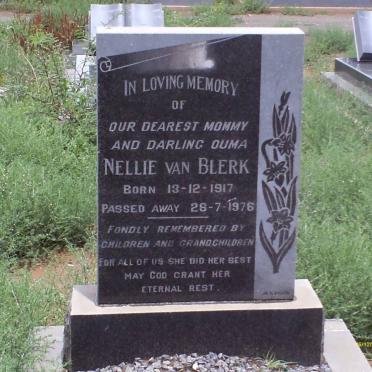 IN LOVING MEMORY
OF
OUR DEAREST MOMMY
AND DARLING OUMA
NELLIE VAN BLERK
BORN 13-12-1917
PASSED AWAY 26-7-1976
FONDLY REMEMBERED BY
CHILDREN AND GRANDCHILDREN
FOR ALL OF US SHE DID HER BEST
MAY GOD GRANT HER
ETERNAL REST.